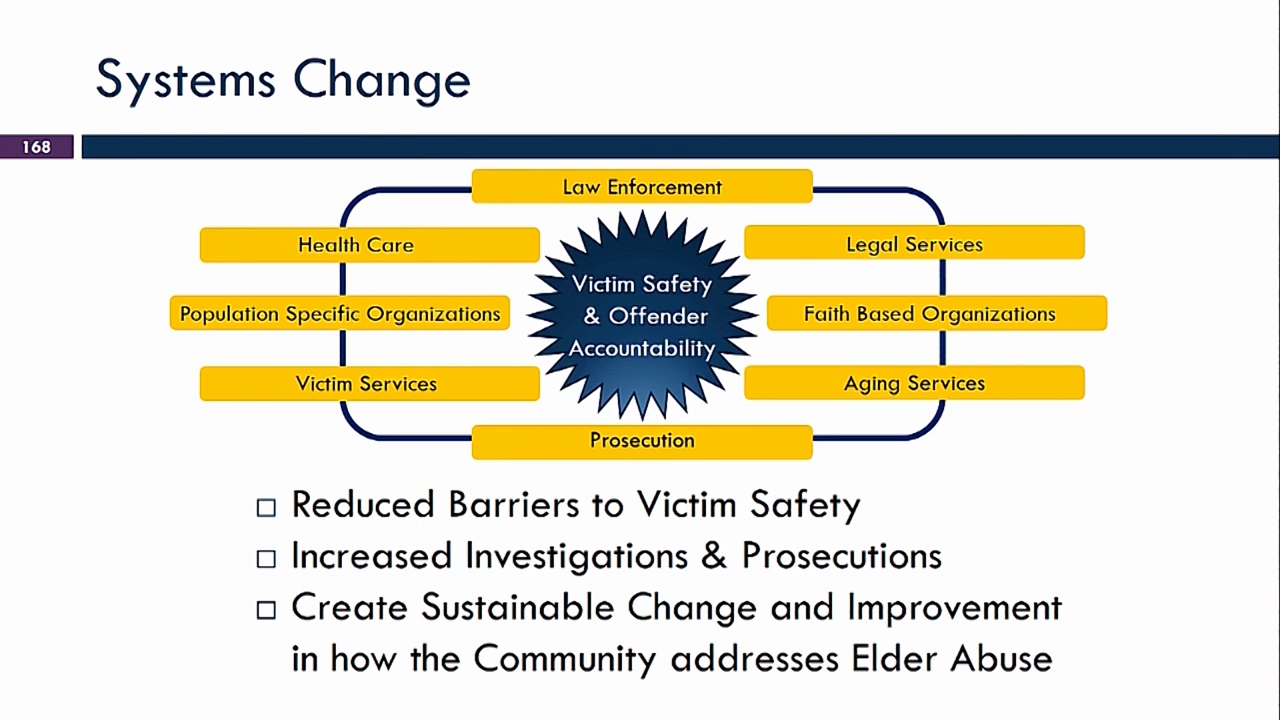 Systems Change
168
Law Enforcement
Health Care
Legal Services
Victim Safety
& Offender
Accountability
Population Specific Organizations
Faith Based Organizations
Victim Services
Aging Services
Prosecution
Reduced Barriers to Victim Safety
Increased Investigations & Prosecutions
Create Sustainable Change and Improvement
in how the Community addresses Elder Abuse